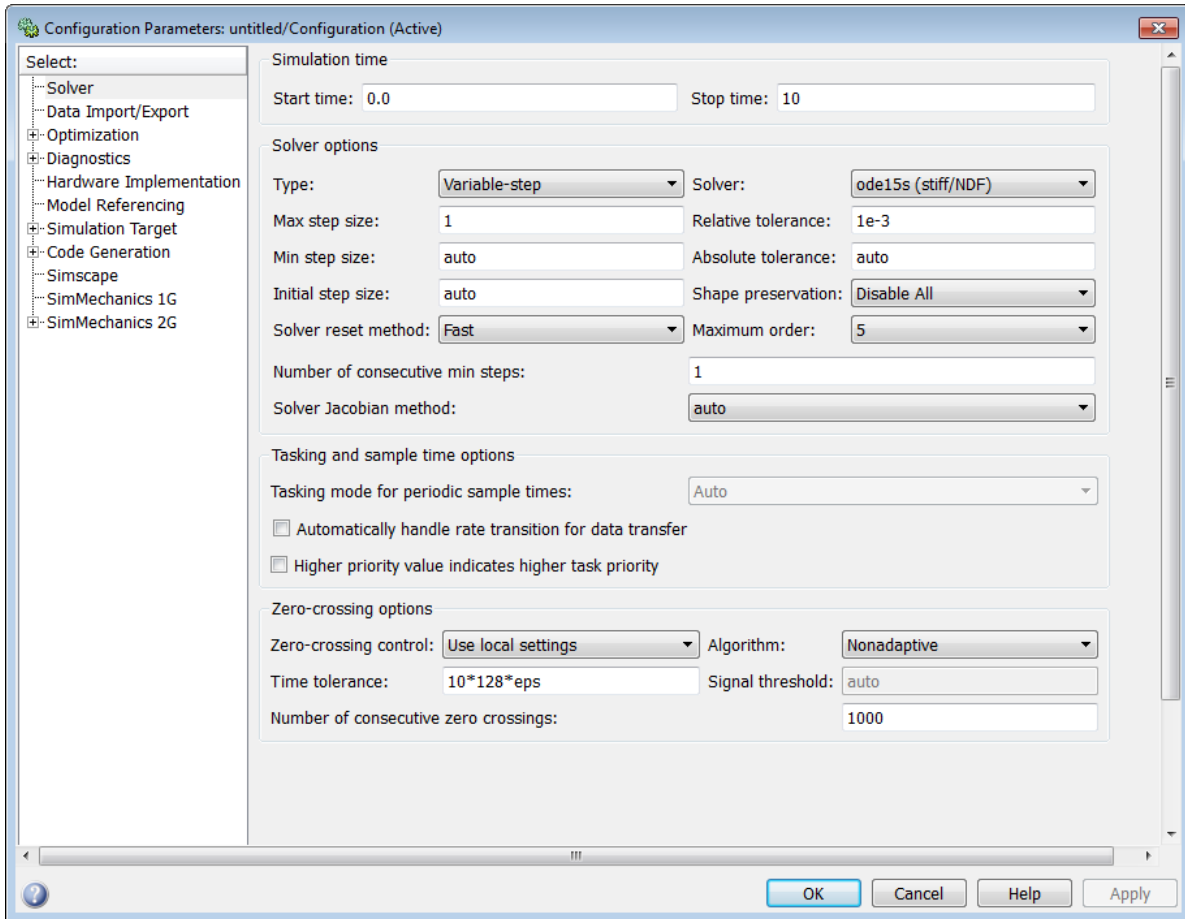 Configuration Parameters: untitled/Configuration (Active)
Select:
Solver
Data Import/Export
Optimization
Diagnostics
Hardware Implementation
Model Referencing
Simulation Target
Code Generation
Simscape
SimMechanics 1G
SimMechanics 2G
Simulation time
Start time: 0.0 Stop time: 10
Solver options
Type: Variable-step Solver: ode15s (stiff/NDF)
Max step size: 1 Relative tolerance: 1e-3
Min step size: auto Absolute tolerance: auto
Initial step size: auto Shape preservation: Disable All
Solver reset method: Fast Maximum order: 5
Number of consecutive min steps: 1
Solver Jacobian method: auto
Tasking and sample time options
Tasking mode for periodic sample times: Auto
Automatically handle rate transition for data transfer
Higher priority value indicates higher task priority
Zero-crossing options
Zero-crossing control: Use local settings Algorithm: Nonadaptive
Time tolerance: 10*128*eps Signal threshold: auto
Number of consecutive zero crossings: 1000
OK Cancel Help Apply